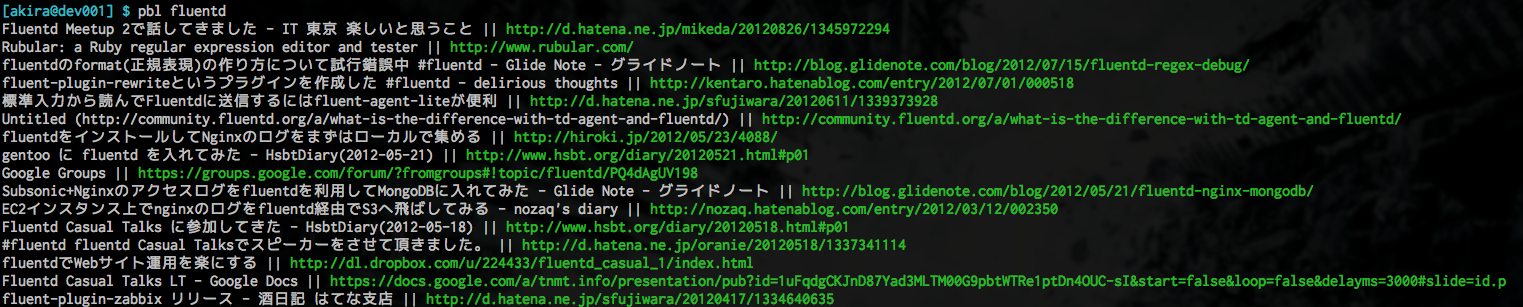 [akira@dev001] $ pbl fluentd
Fluentd Meetup 2で話してきました - IT 東京 楽しいと思うこと || http://d.hatena.ne.jp/mikeda/20120826/1345972294
Rubular: a Ruby regular expression editor and tester || http://www.rubular.com/
fluentdのformat(正規表現)の作り方について試行錯誤中 #fluentd - Glide Note - グライドノート || http://blog.glidenote.com/blog/2012/07/15/fluentd-regex-debug/
fluent-plugin-rewriteというプラグインを作成した #fluentd - delirious thoughts || http://kentaro.hatenablog.com/entry/2012/07/01/000518
標準入力から読んでFluentdに送信するにはfluent-agent-liteが便利 || http://d.hatena.ne.jp/sfujiwara/20120611/1339373928
Untitled (http://community.fluentd.org/a/what-is-the-difference-with-td-agent-and-fluentd/) || http://community.fluentd.org/a/what-is-the-difference-with-td-agent-and-fluentd/
fluentdをインストールしてNginxのログをまずはローカルで集める || http://hiroki.jp/2012/05/23/4088/
gentoo に fluentd を入れてみた - HsbtDiary(2012-05-21) || http://www.hsbt.org/diary/20120521.html#p01
Google Groups || https://groups.google.com/forum/?fromgroups#!topic/fluentd/PQ4dAgUV198
Subsonic+NginxのアクセスログをfluentdをVを利用してMongoDBに入れてみた - Glide Note - グライドノート || http://blog.glidenote.com/blog/2012/05/21/fluentd-nginx-mongodb/
EC2インスタンス上でnginxのログをfluentd経由でS3へ飛ばしてみる - nozaq's diary || http://nozaq.hatenablog.com/entry/2012/03/12/002350
Fluentd Casual Talks に参加してきた - HsbtDiary(2012-05-18) || http://www.hsbt.org/diary/20120518.html#p01
#fluentd fluentd Casual Talksでスピーカーをさせて頂きました。 || http://d.hatena.ne.jp/oranie/20120518/1337341114
fluentdでWebサイト運用を楽にする || http://dl.dropbox.com/u/224433/fluentd_casual_1/index.html
Fluentd Casual Talks LT - Google Docs || https://docs.google.com/a/tnmt.info/presentation/pub?id=1uFqdgCKJnD87Yad3MLTM00G9pbtWTRe1ptDn4OUC-sI&start=false&loop=false&delayms=3000#slide=id.p
fluent-plugin-zabbix リリース - 酒日記 はてな支店 || http://d.hatena.ne.jp/sfujiwara/20120417/1334640635